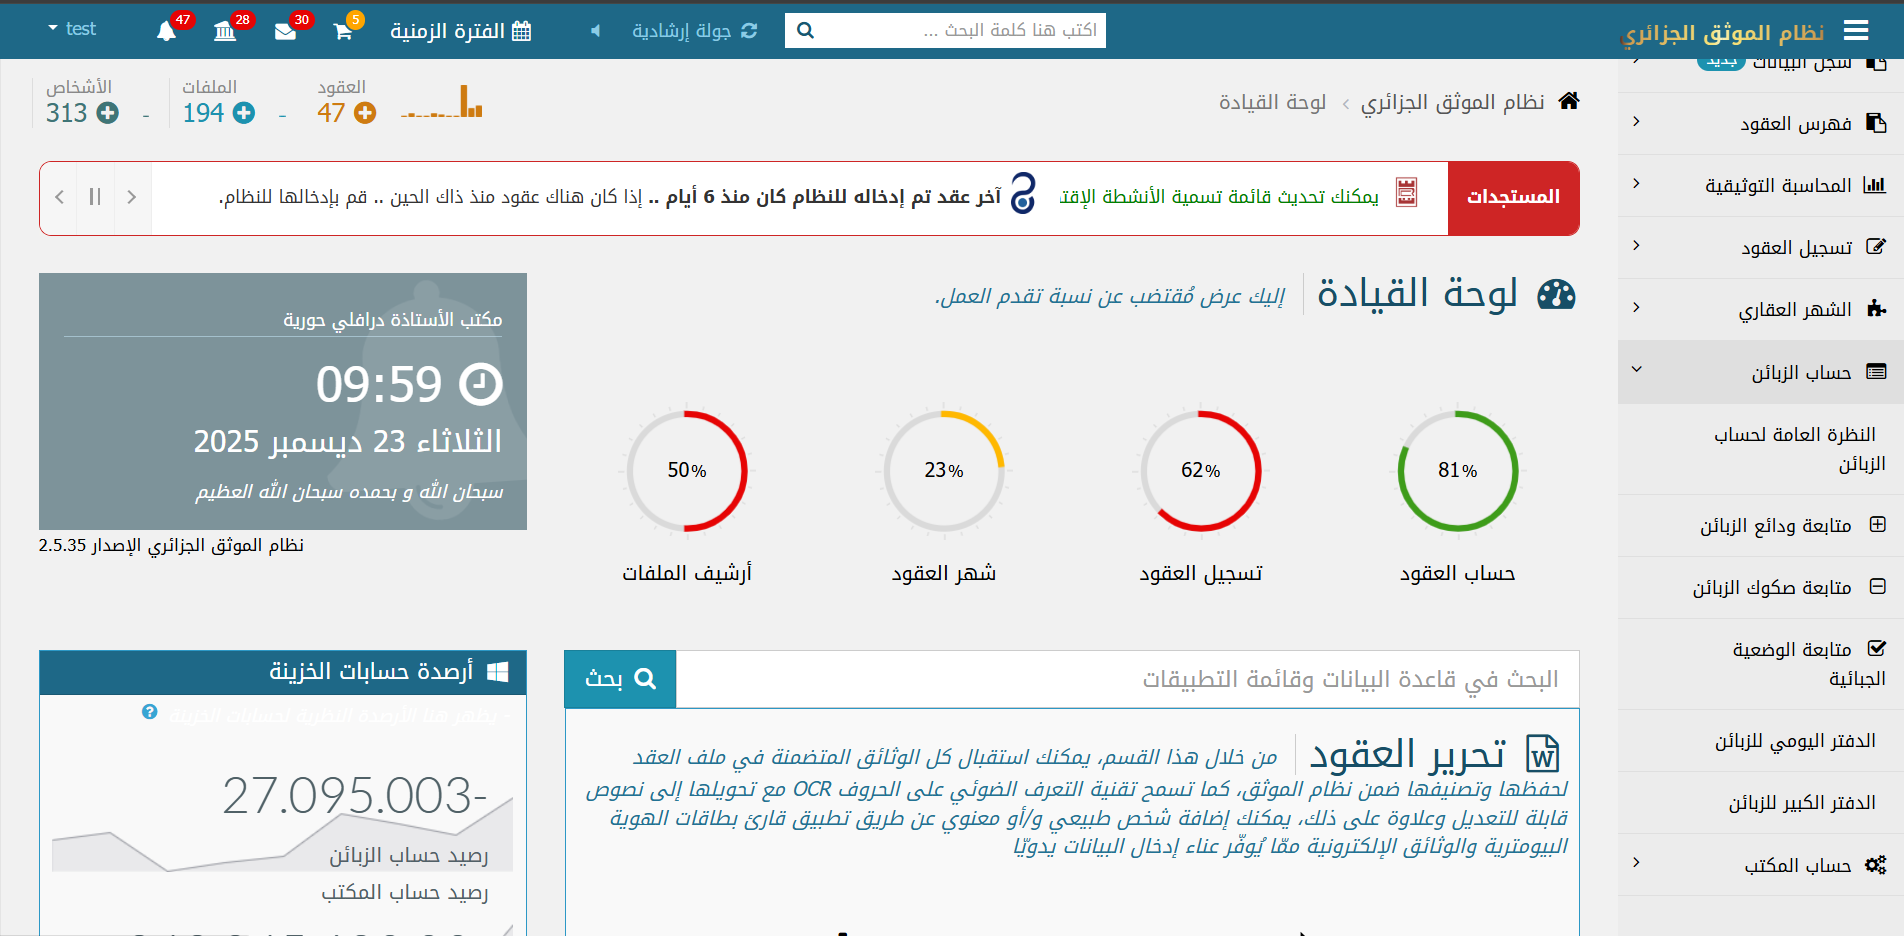 نظام الموثق الجزائري
اكتب هنا كلمة البحث ...
جولة إرشادية
الفترة الزمنية
5
30
28
47
test
سجل البيانات جديد
فهرس العقود
المحاسبة التوثيقية
تسجيل العقود
الشهر العقاري
حساب الزبائن
النظرة العامة لحساب
الزبائن
متابعة ودائع الزبائن
متابعة صكوك الزبائن
متابعة الوضعية
الجبائية
الدفتر اليومي للزبائن
الدفتر الكبير للزبائن
حساب المكتب
نظام الموثق الجزائري › لوحة القيادة
العقود
47
الملفات
194
-
الأشخاص
313
-
المستجدات
يمكنك تحديث قائمة تسمية الأنشطة الإقتد
آخر عقد تم إدخاله للنظام كان منذ 6 أيام .. إذا كان هناك عقود منذ ذاك الحين .. قم بإدخالها للنظام.
لوحة القيادة
إليك عرض مُقتضب عن نسبة تقدم العمل.
81%
62%
23%
50%
حساب العقود
تسجيل العقود
شهر العقود
أرشيف الملفات
مكتب الأستاذة درافلي حورية
09:59
الثلاثاء 23 ديسمبر 2025
سبحان الله و بحمده سبحان الله العظيم
نظام الموثق الجزائري الإصدار 2.5.35
البحث في قاعدة البيانات وقائمة التطبيقات
بحث
تحرير العقود
من خلال هذا القسم، يمكنك استقبال كل الوثائق المتضمنة في ملف العقد
لحفظها وتصنيفها ضمن نظام الموثق، كما تسمح تقنية التعرف الضوئي على الحروف OCR مع تحويلها إلى نصوص
قابلة للتعديل وعلاوة على ذلك، يمكنك إضافة شخص طبيعي و/أو معنوي عن طريق تطبيق قارئ بطاقات الهوية
البيومترية والوثائق الإلكترونية ممّا يُوفّر عناء إدخال البيانات يدويّا
أرصدة حسابات الخزينة
- يظهر هنا الأرصدة النظرية لحسابات الخزينة
27.095.003-
رصيد حساب الزبائن
رصيد حساب المكتب